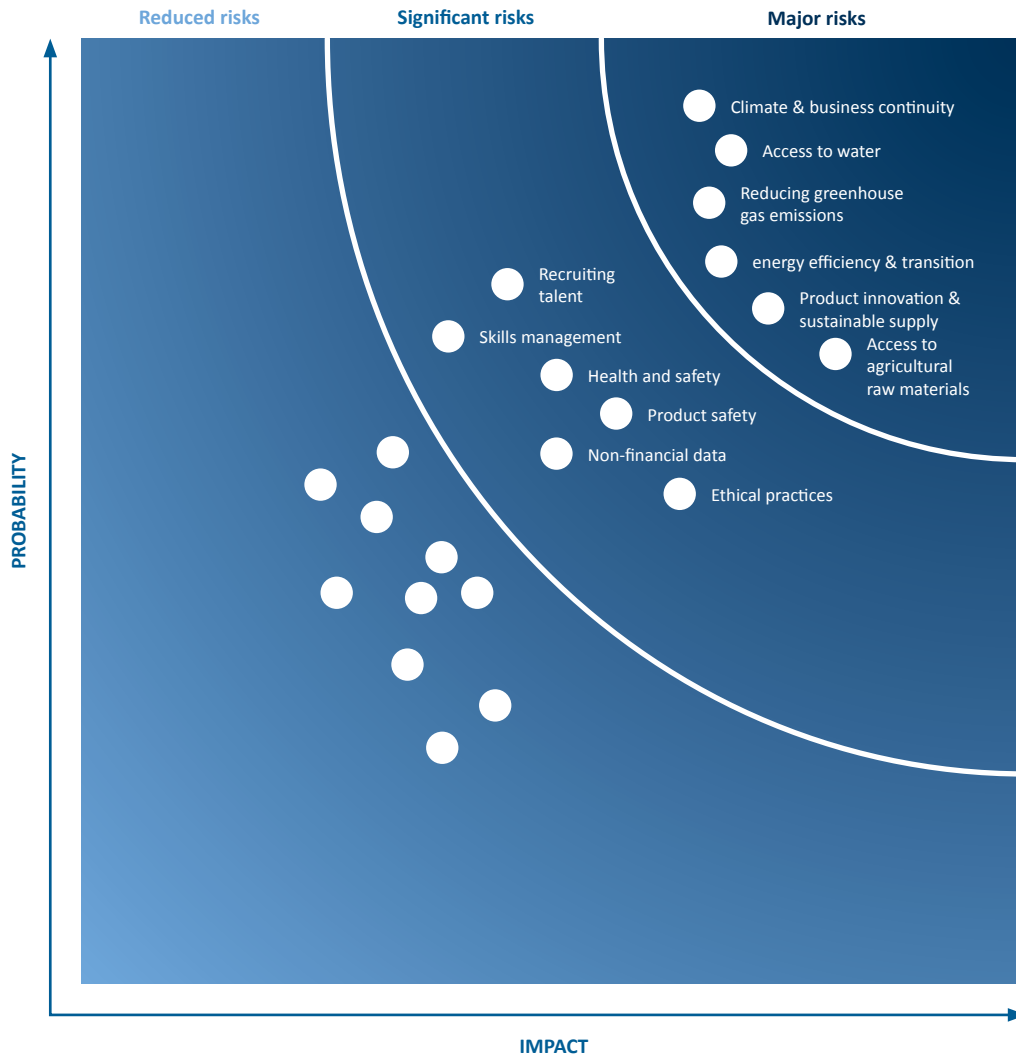 Reduced risks
Significant risks
Major risks
Climate & business continuity
Access to water
Reducing greenhouse
gas emissions
energy efficiency & transition
Recruiting
talent
Product innovation &
sustainable supply
Skills management
Access to
agricultural
raw materials
Health and safety
Product safety
Non-financial data
Ethical practices
PROBABILITY
IMPACT